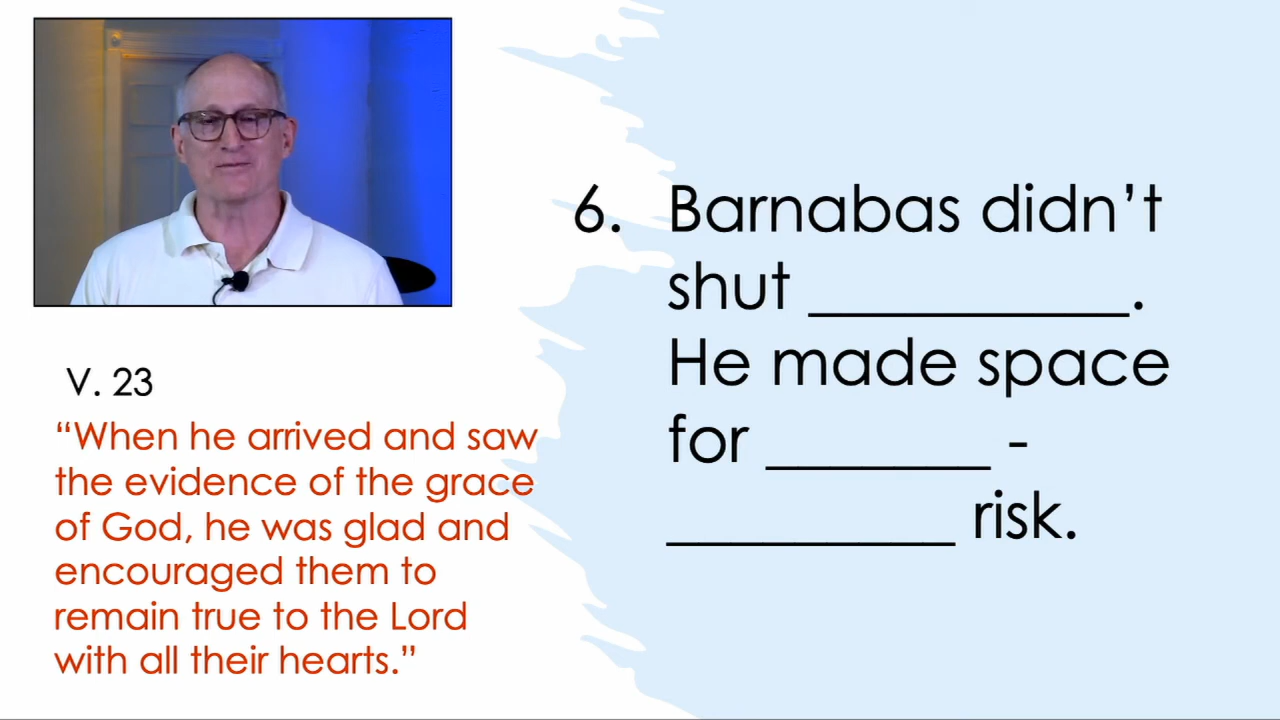 V. 23
“When he arrived and saw
the evidence of the grace
of God, he was glad and
encouraged them to
remain true to the Lord
with all their hearts.”
6. Barnabas didn’t
shut __________.
He made space
for _______ -
_________ risk.